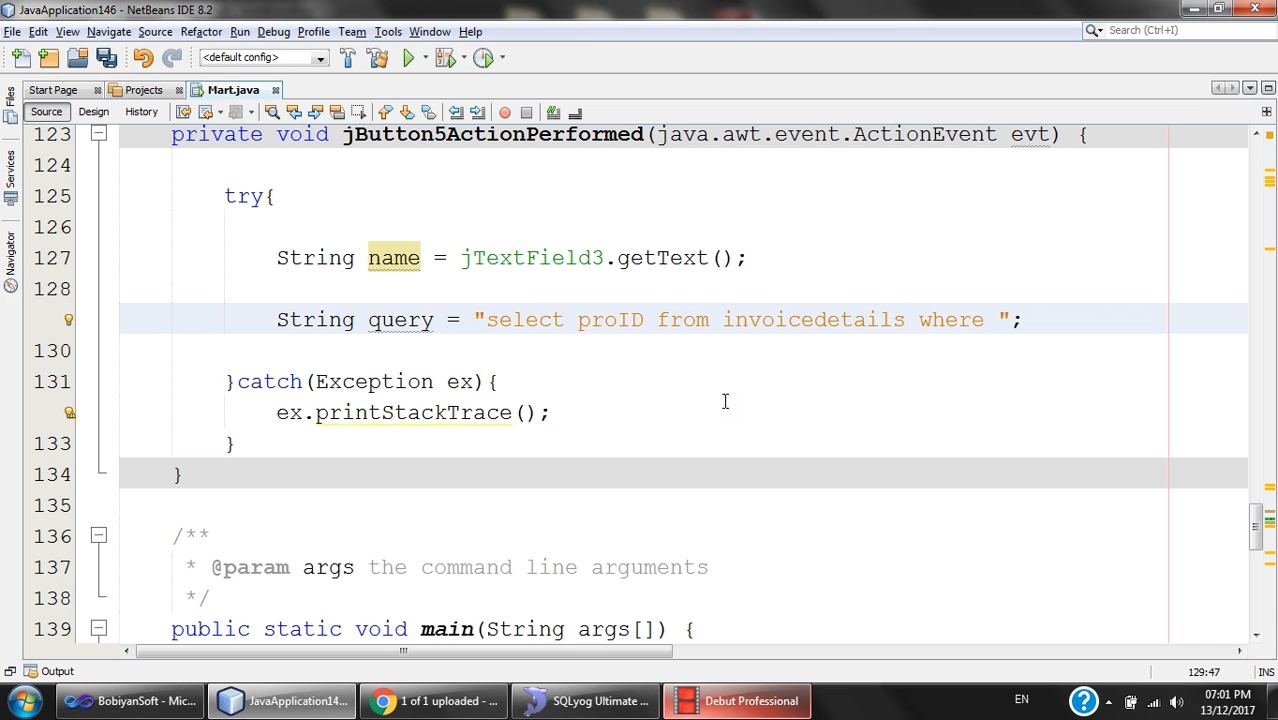 JavaApplication146 - NetBeans IDE 8.2
File Edit View Navigate Source Refactor Run Debug Profile Team Tools Window Help
Search (Ctrl+I)
<default config>
Start Page Projects Mart.java
Source Design History
Files
Services
Navigator
123 private void jButton5ActionPerformed(java.awt.event.ActionEvent evt) {
124
125 try{
126
127 String name = jTextField3.getText();
128
String query = "select proID from invoicedetails where ";
130
131 }catch(Exception ex){
ex.printStackTrace();
133 }
134 }
135
136 /**
137 * @param args the command line arguments
138 */
139 public static void main(String args[]) {
Output
129:47 INS
BobiyanSoft - Mic... JavaApplication14... 1 of 1 uploaded - ... SQLyog Ultimate ... Debut Professional EN ? 07:01 PM
13/12/2017